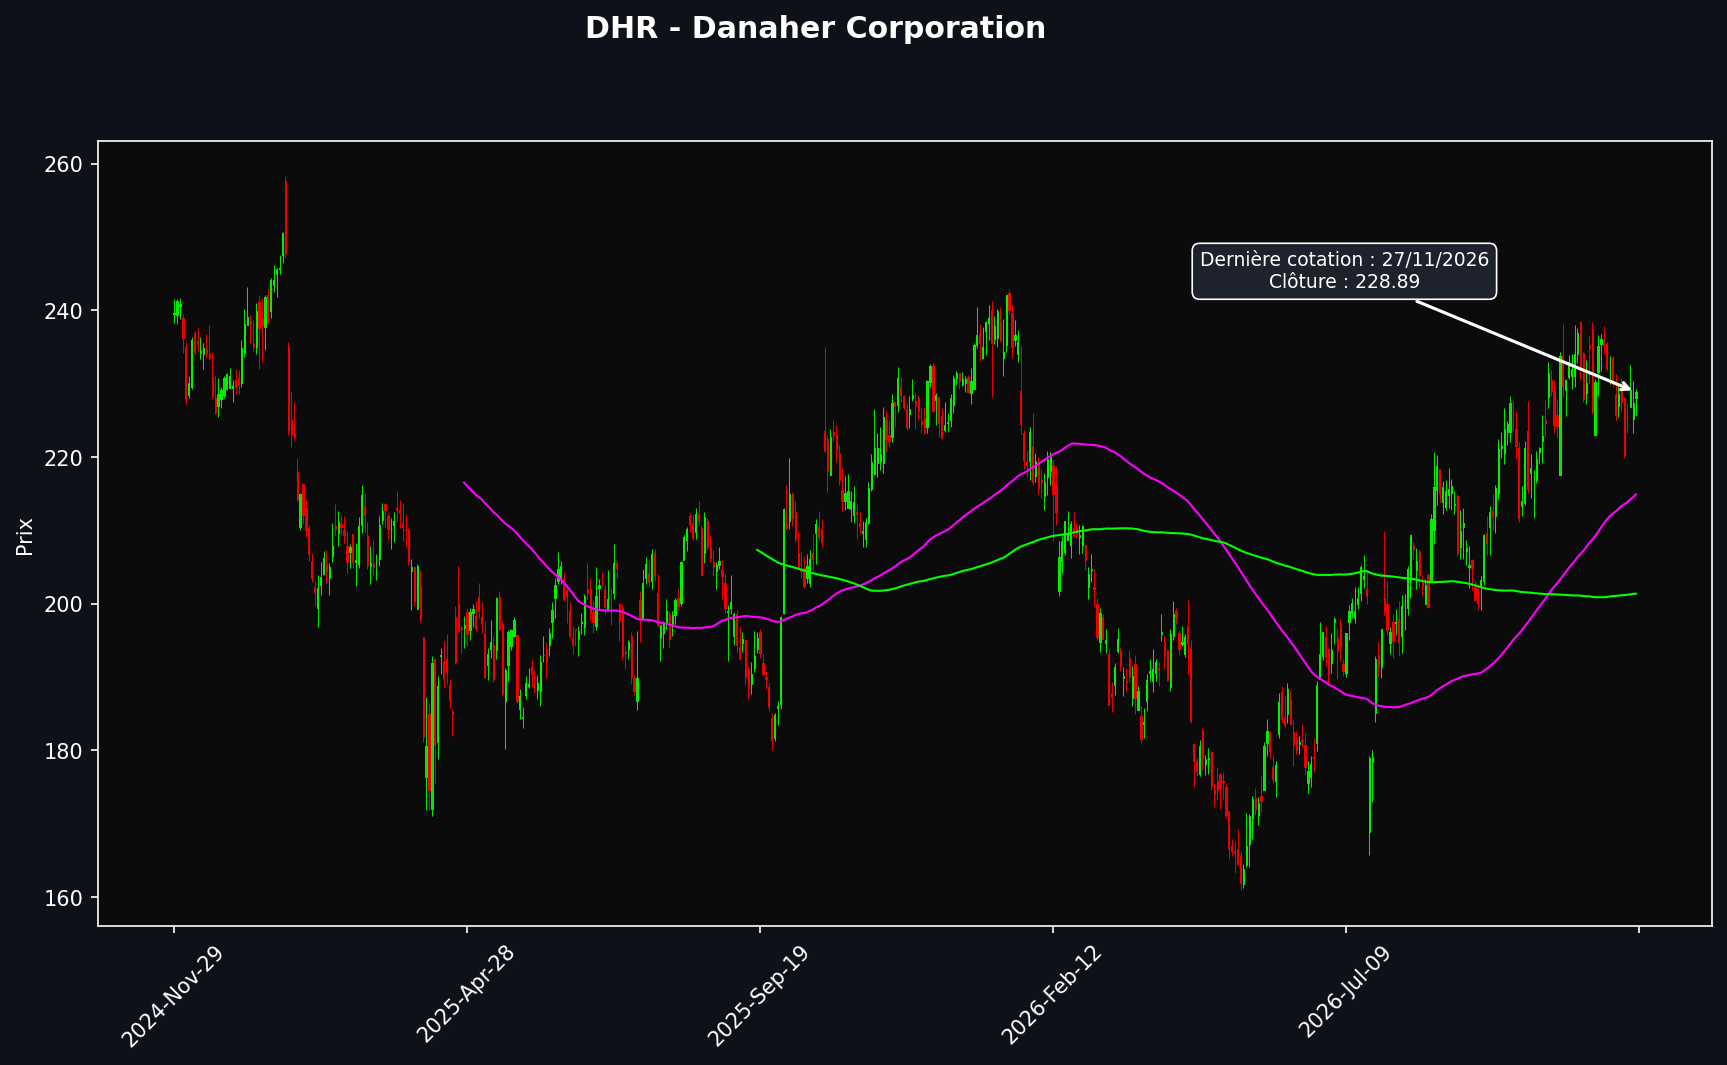 DHR - Danaher Corporation
260
240
220
200
180
160
Prix
Dernière cotation : 27/11/2026
Clôture : 228.89
2024-Nov-29
2025-Apr-28
2025-Sep-19
2026-Feb-12
2026-Jul-09